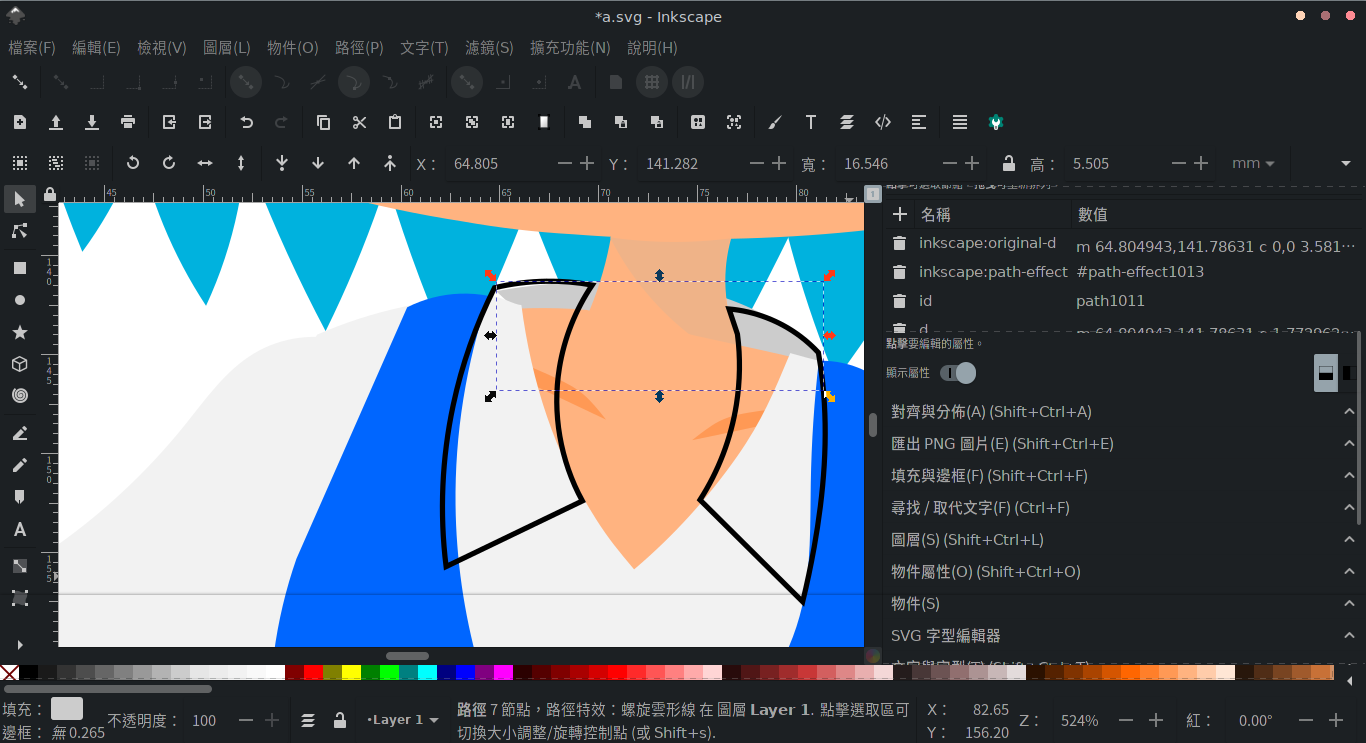 *a.svg - Inkscape
檔案(F) 編輯(E) 檢視(V) 圖層(L) 物件(O) 路徑(P) 文字(T) 濾鏡(S) 擴充功能(N) 說明(H)
X： 64.805 Y： 141.282 寬： 16.546 高： 5.505 mm
45 50 55 60 65 70 75 80 1
140
145
150
155
名稱 數值
inkscape:original-d m 64.804943,141.78631 c 0,0 3.581…
inkscape:path-effect #path-effect1013
id path1011
點擊要編輯的屬性。
顯示屬性
對齊與分佈(A) (Shift+Ctrl+A)
匯出 PNG 圖片(E) (Shift+Ctrl+E)
填充與邊框(F) (Shift+Ctrl+F)
尋找 / 取代文字(F) (Ctrl+F)
圖層(S) (Shift+Ctrl+L)
物件屬性(O) (Shift+Ctrl+O)
物件(S)
SVG 字型編輯器
填充： 不透明度： 100 •Layer 1 路徑 7 節點，路徑特效：螺旋雲形線 在 圖層 Layer 1. 點擊選取區可 X： 82.65 Z： 524% 紅： 0.00°
邊框： 無 0.265 切換大小調整/旋轉控制點 (或 Shift+s). Y： 156.20